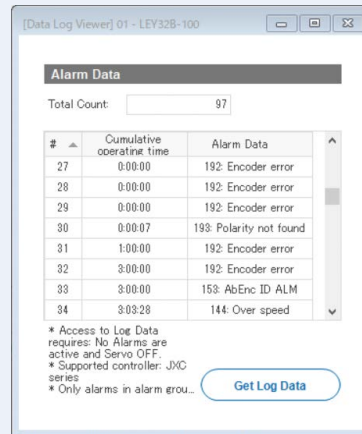 [Data Log Viewer] 01 - LEY32B-100
Alarm Data
Total Count: 97
# Cumulative operating time Alarm Data
27 0:00:00 192: Encoder error
28 0:00:00 192: Encoder error
29 0:00:00 192: Encoder error
30 0:00:07 193: Polarity not found
31 1:00:00 192: Encoder error
32 3:00:00 192: Encoder error
33 3:00:00 153: AbEnc ID ALM
34 3:03:28 144: Over speed
* Access to Log Data
requires: No Alarms are
active and Servo OFF.
* Supported controller: JXC
series
* Only alarms in alarm grou...
Get Log Data